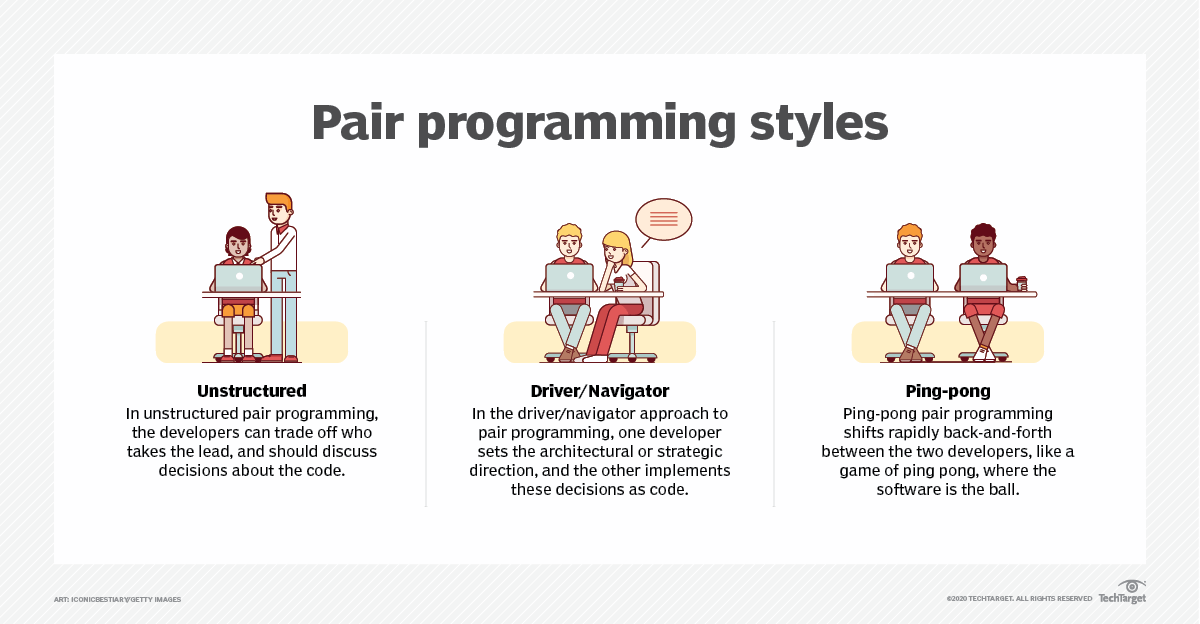 Pair programming styles
Unstructured
In unstructured pair programming,
the developers can trade off who
takes the lead, and should discuss
decisions about the code.
Driver/Navigator
In the driver/navigator approach to
pair programming, one developer
sets the architectural or strategic
direction, and the other implements
these decisions as code.
Ping-pong
Ping-pong pair programming
shifts rapidly back-and-forth
between the two developers, like a
game of ping pong, where the
software is the ball.
ART: ICONICBESTIARY/GETTY IMAGES
©2020 TECHTARGET. ALL RIGHTS RESERVED
TechTarget